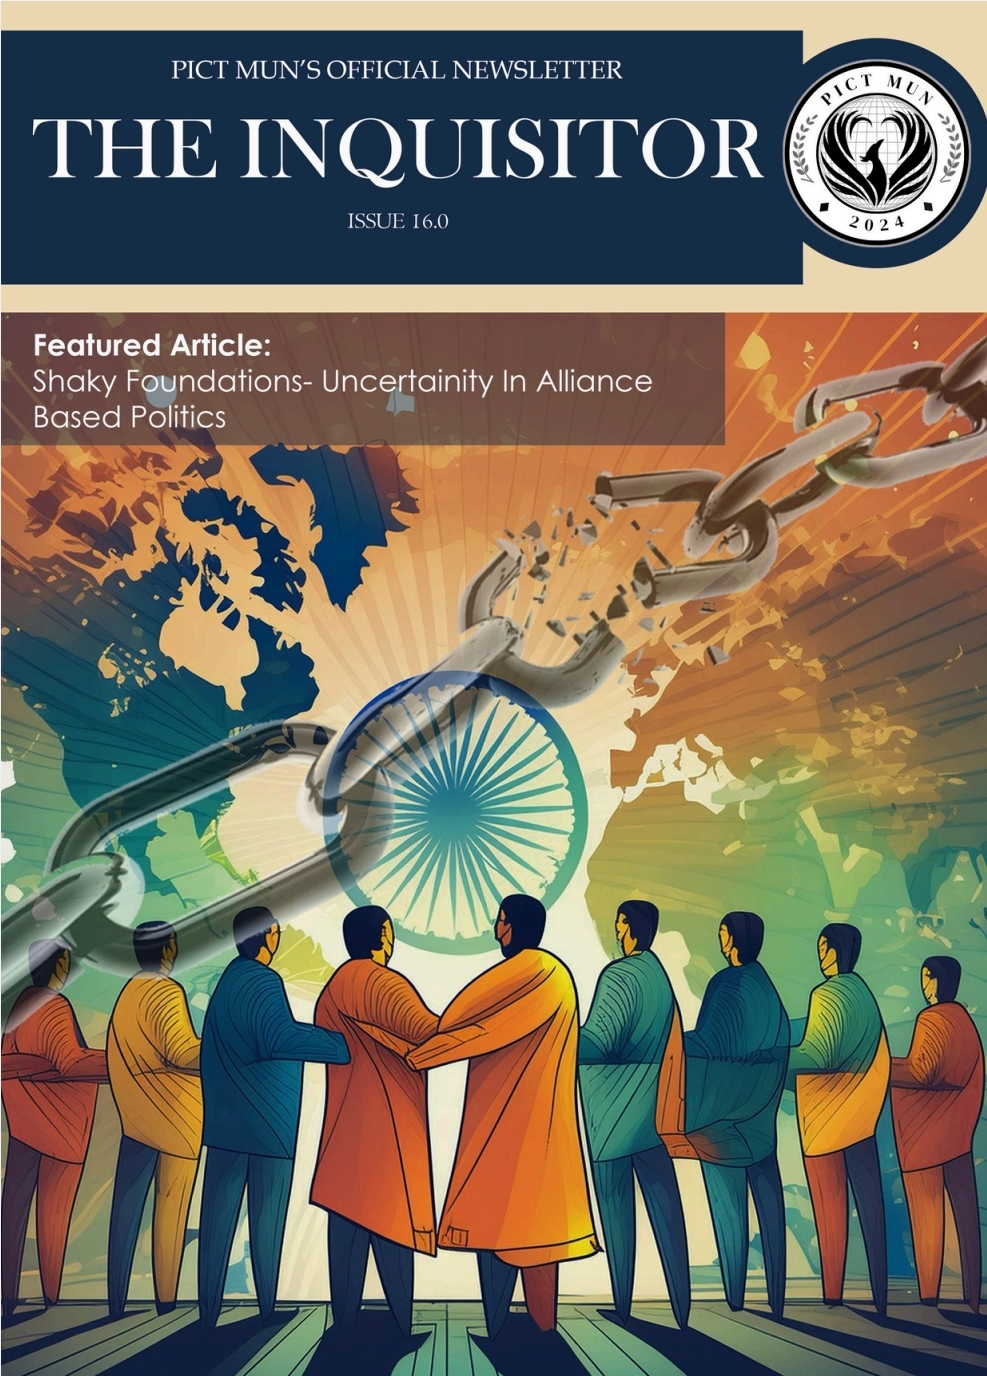 PICT MUN'S OFFICIAL NEWSLETTER
THE INQUISITOR
ISSUE 16.0
PICT MUN
2024
Featured Article:
Shaky Foundations- Uncertainity In Alliance
Based Politics